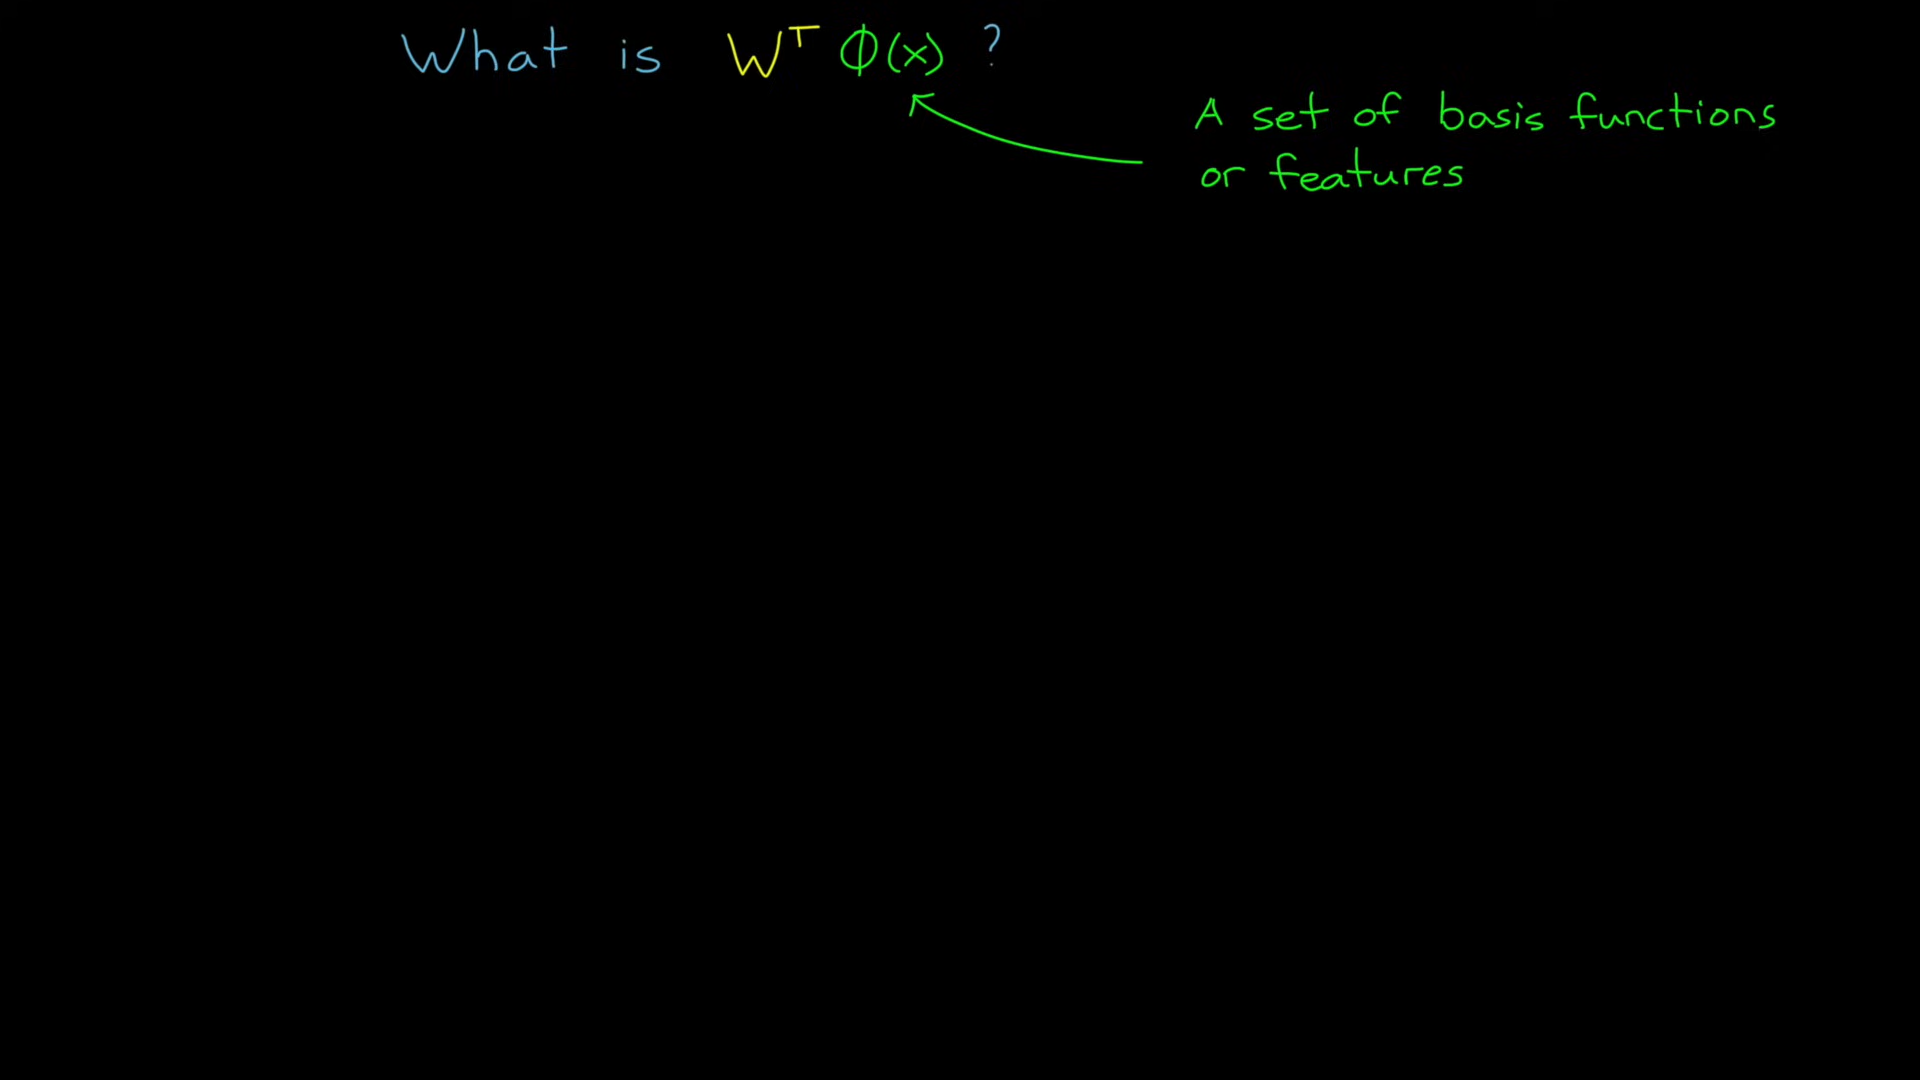 What is Wᵀ Φ(x) ?
A set of basis functions
or features